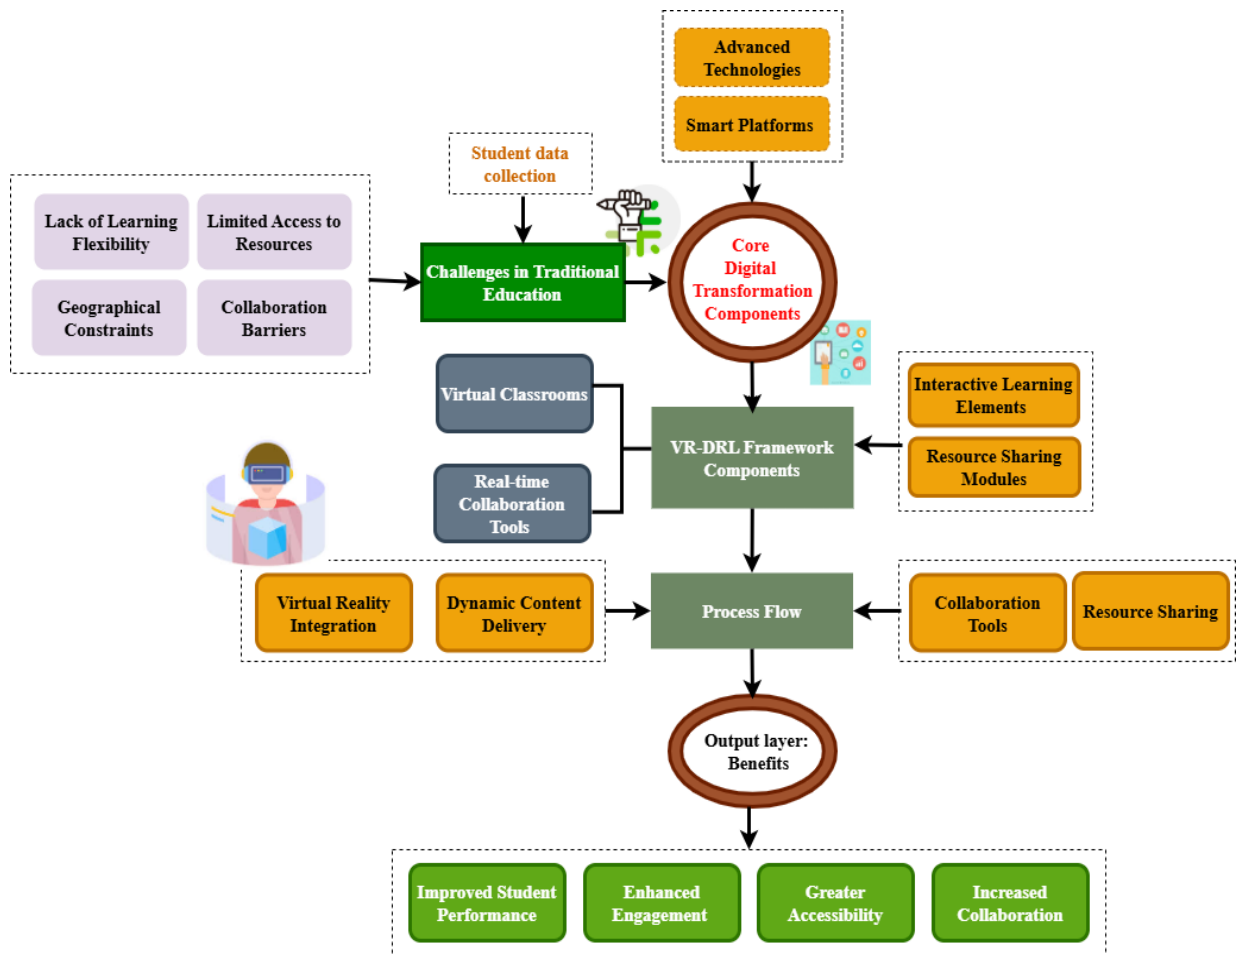 Advanced
Technologies
Smart Platforms
Student data
collection
Lack of Learning
Flexibility
Limited Access to
Resources
Geographical
Constraints
Collaboration
Barriers
Challenges in Traditional
Education
Core
Digital
Transformation
Components
Virtual Classrooms
Real-time
Collaboration
Tools
VR-DRL Framework
Components
Interactive Learning
Elements
Resource Sharing
Modules
Virtual Reality
Integration
Dynamic Content
Delivery
Process Flow
Collaboration
Tools
Resource Sharing
Output layer:
Benefits
Improved Student
Performance
Enhanced
Engagement
Greater
Accessibility
Increased
Collaboration